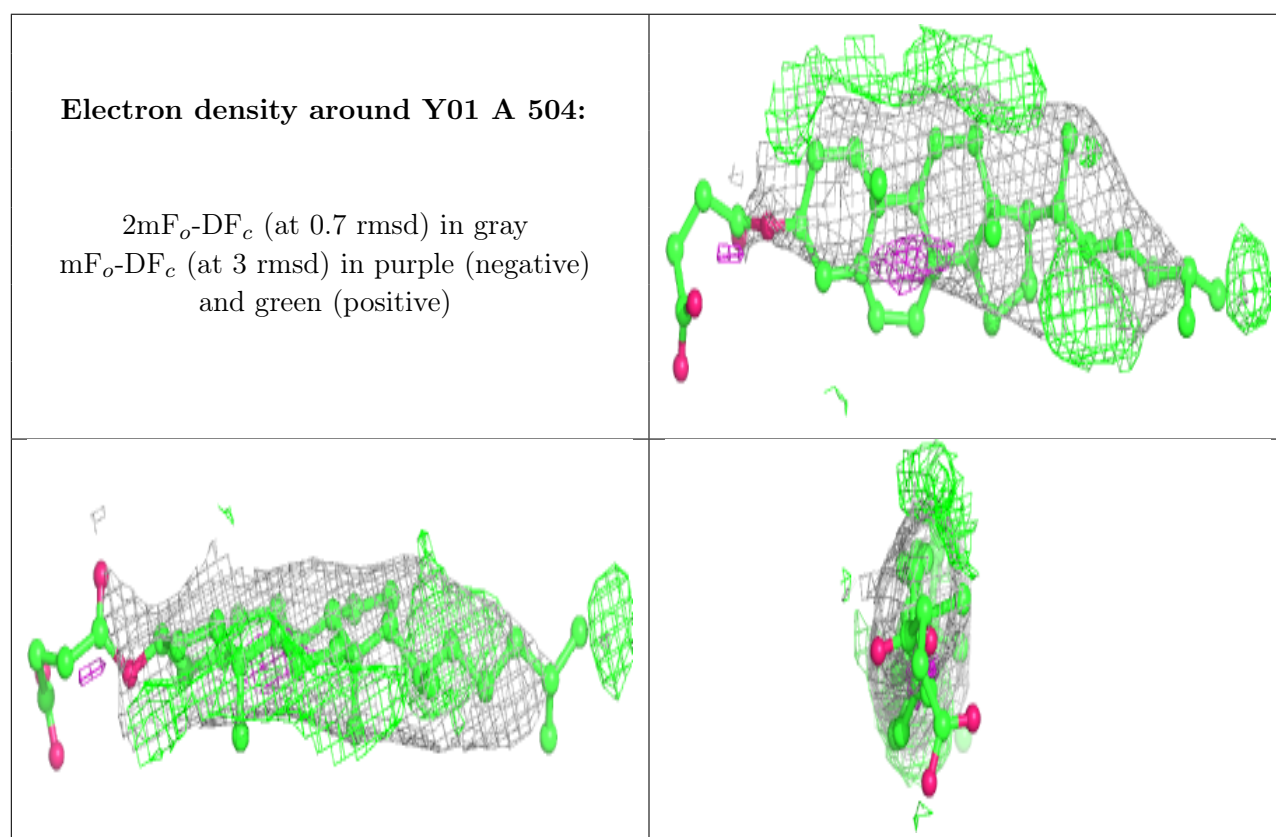 Electron density around Y01 A 504:
2mFₒ-DF𝒸 (at 0.7 rmsd) in gray
mFₒ-DF𝒸 (at 3 rmsd) in purple (negative)
and green (positive)